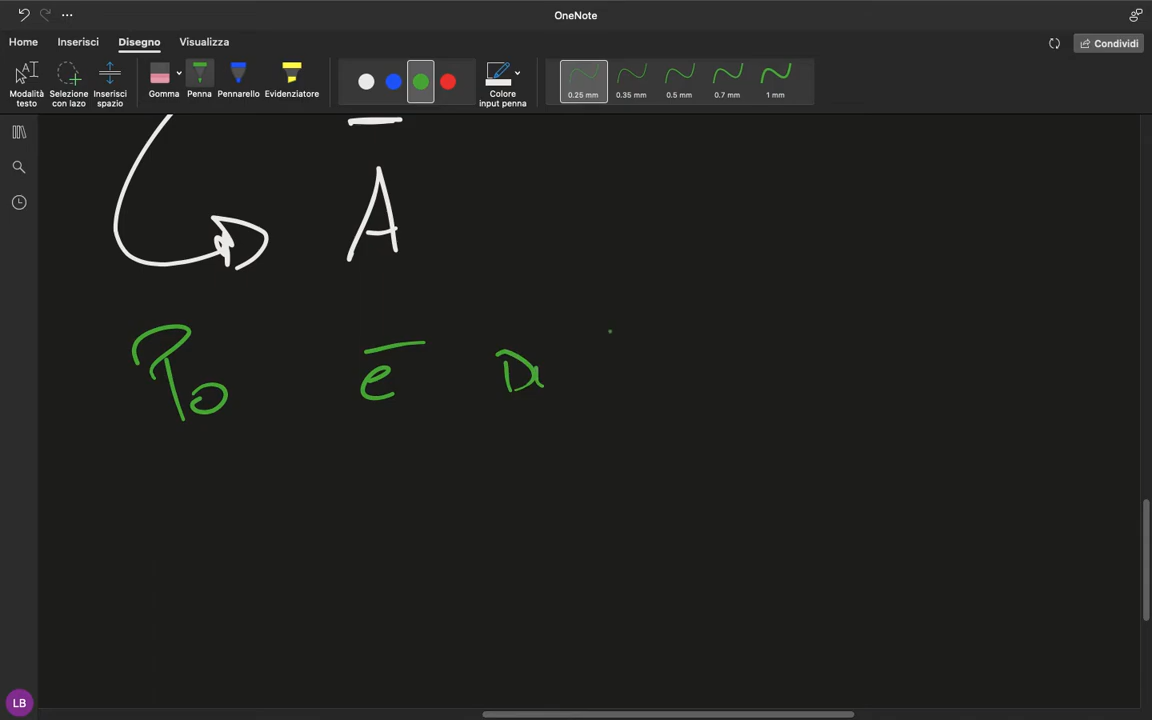 OneNote
Home Inserisci Disegno Visualizza
Condividi
Modalità testo
Selezione con lazo
Inserisci spazio
Gomma
Penna
Pennarello
Evidenziatore
Colore input penna
0.25 mm 0.35 mm 0.5 mm 0.7 mm 1 mm
A
P0 e
LB